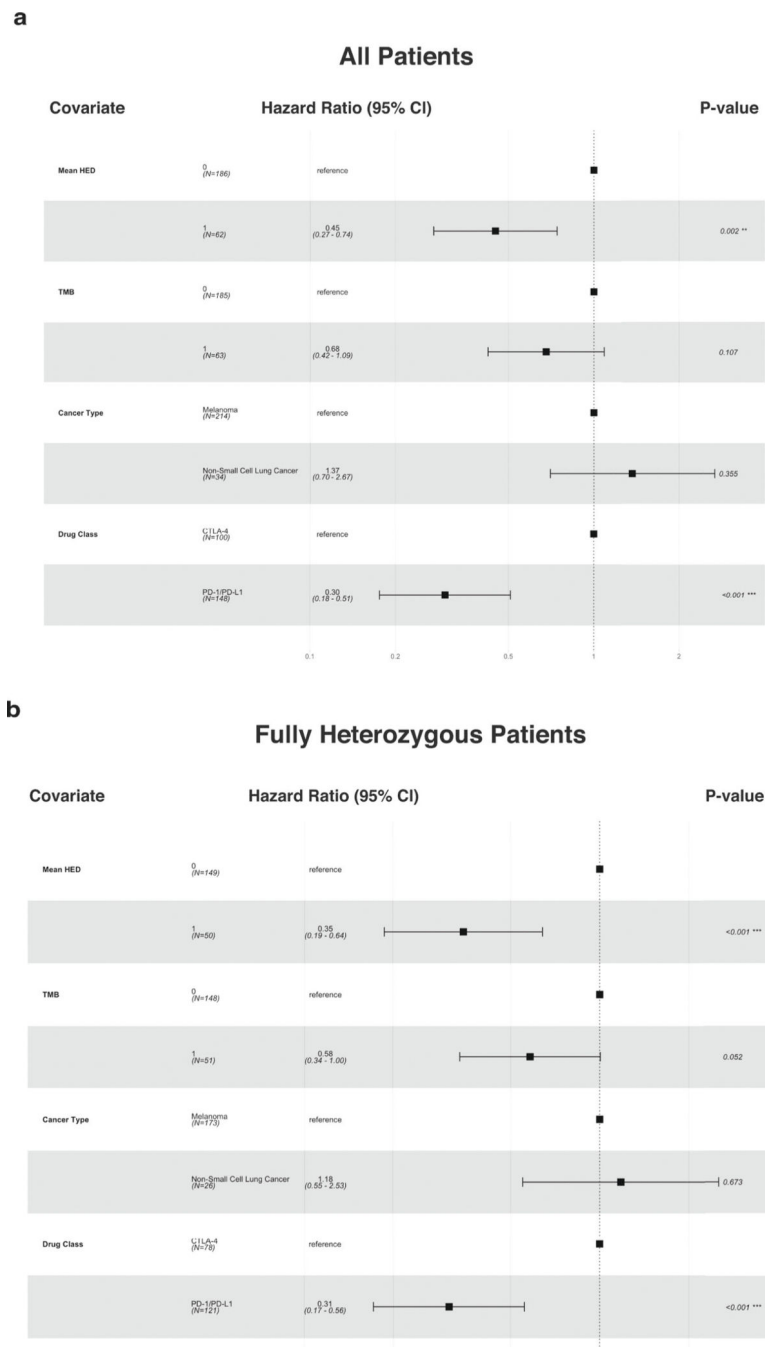 a
All Patients
Covariate Hazard Ratio (95% CI) P-value
Mean HED 0 reference
(N=186)
1 0.45 0.002 **
(N=62) (0.27 - 0.74)
TMB 0 reference
(N=185)
1 0.68 0.107
(N=63) (0.42 - 1.09)
Cancer Type Melanoma reference
(N=214)
Non-Small Cell Lung Cancer 1.37 0.355
(N=34) (0.70 - 2.67)
Drug Class CTLA-4 reference
(N=100)
PD-1/PD-L1 0.30 <0.001 ***
(N=148) (0.18 - 0.51)
0.1 0.2 0.5 1 2
b
Fully Heterozygous Patients
Covariate Hazard Ratio (95% CI) P-value
Mean HED 0 reference
(N=149)
1 0.35 <0.001 ***
(N=50) (0.19 - 0.64)
TMB 0 reference
(N=148)
1 0.58 0.052
(N=51) (0.34 - 1.00)
Cancer Type Melanoma reference
(N=173)
Non-Small Cell Lung Cancer 1.18 0.673
(N=26) (0.55 - 2.53)
Drug Class CTLA-4 reference
(N=78)
PD-1/PD-L1 0.31 <0.001 ***
(N=121) (0.17 - 0.56)